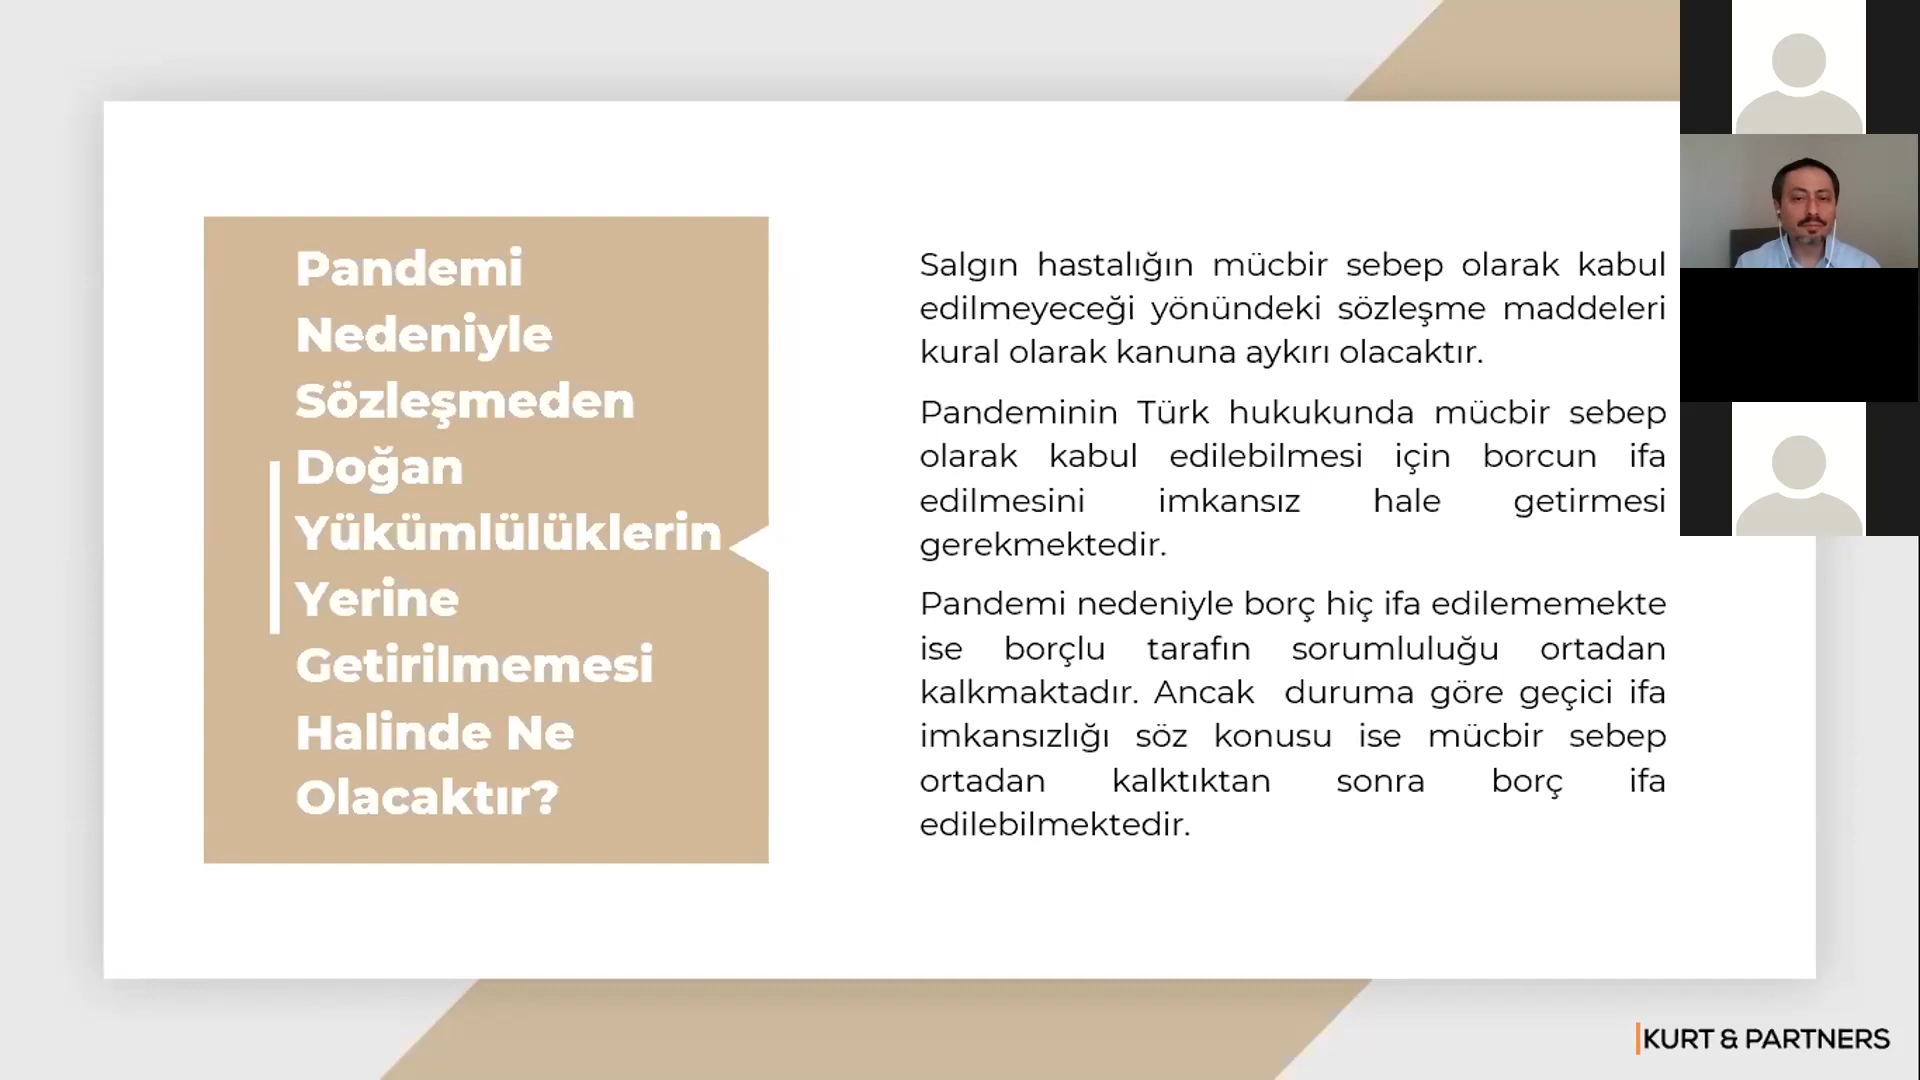 Pandemi
Nedeniyle
Sözleşmeden
Doğan
Yükümlülüklerin
Yerine
Getirilmemesi
Halinde Ne
Olacaktır?
Salgın hastalığın mücbir sebep olarak kabul
edilmeyeceği yönündeki sözleşme maddeleri
kural olarak kanuna aykırı olacaktır.
Pandeminin Türk hukukunda mücbir sebep
olarak kabul edilebilmesi için borcun ifa
edilmesini imkansız hale getirmesi
gerekmektedir.
Pandemi nedeniyle borç hiç ifa edilememekte
ise borçlu tarafın sorumluluğu ortadan
kalkmaktadır. Ancak duruma göre geçici ifa
imkansızlığı söz konusu ise mücbir sebep
ortadan kalktıktan sonra borç ifa
edilebilmektedir.
KURT & PARTNERS